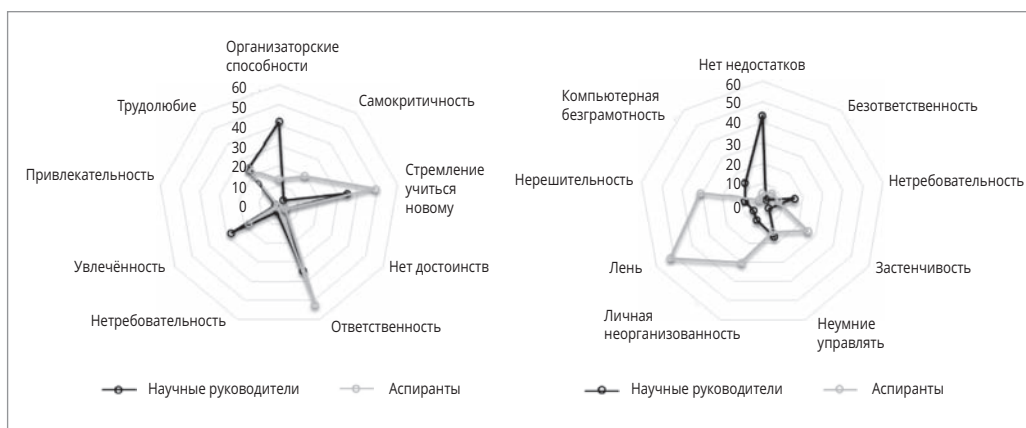 Организаторские
способности
Трудолюбие
Самокритичность
Привлекательность
Стремление
учиться
новому
Увлечённость
Нет достоинств
Нетребовательность
Ответственность
60
50
40
30
20
10
0
Научные руководители
Аспиранты
Нет недостатков
Компьютерная
безграмотность
Безответственность
Нерешительность
Нетребовательность
Лень
Застенчивость
Личная
неорганизованность
Неумние
управлять
60
50
40
30
20
10
0
Научные руководители
Аспиранты